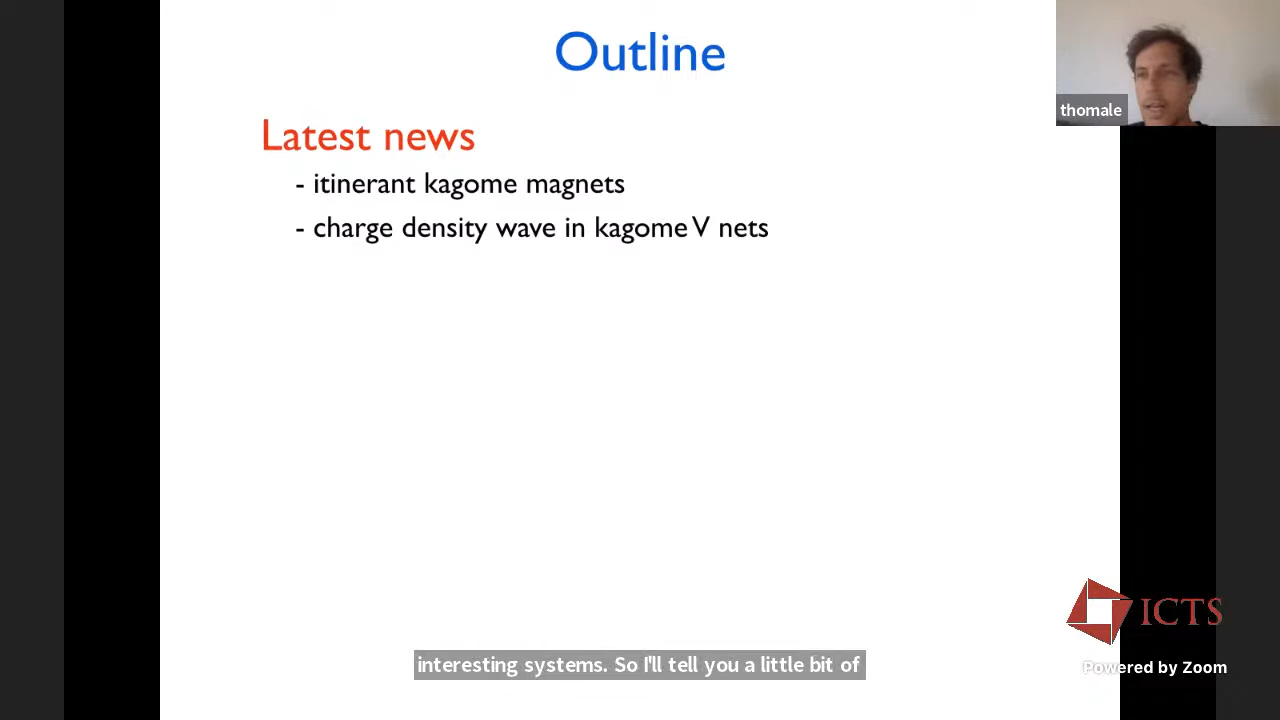 Outline
thomale
Latest news
- itinerant kagome magnets
- charge density wave in kagome V nets
ICTS
interesting systems. So I'll tell you a little bit of
Powered by Zoom